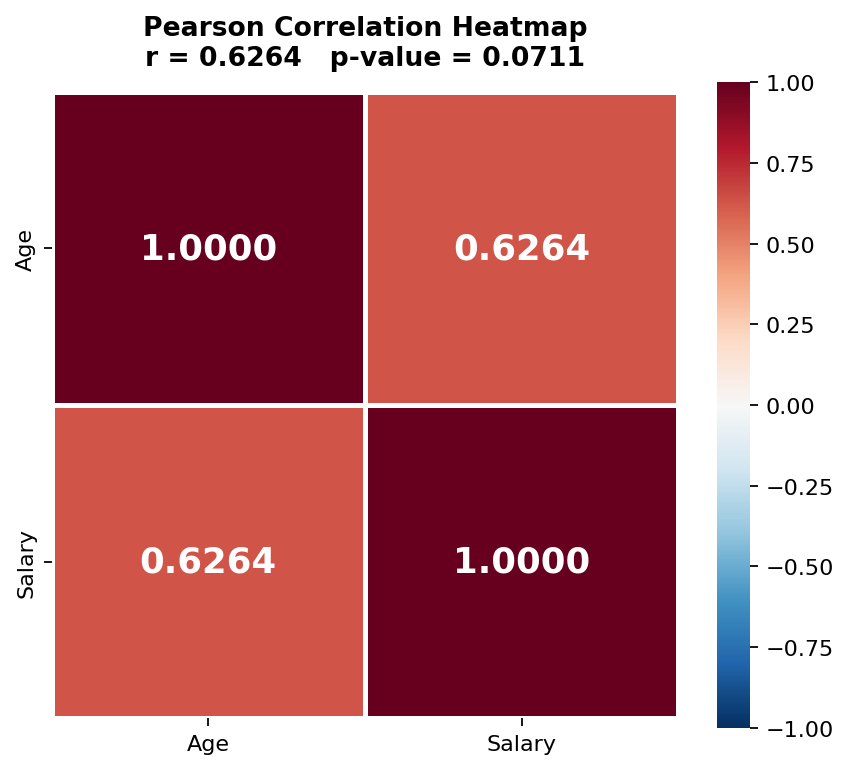 Pearson Correlation Heatmap
r = 0.6264   p-value = 0.0711
Age
1.0000
0.6264
Salary
0.6264
1.0000
Age
Salary
1.00
0.75
0.50
0.25
0.00
−0.25
−0.50
−0.75
−1.00